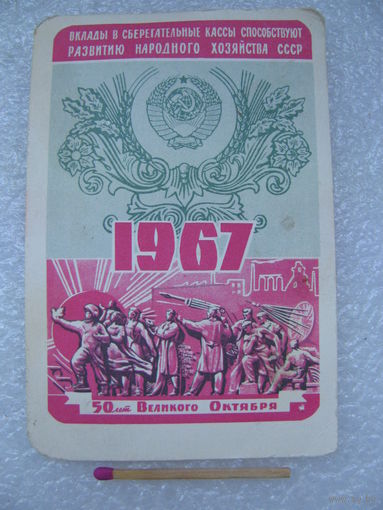 ВКЛАДЫ В СБЕРЕГАТЕЛЬНЫЕ КАССЫ СПОСОБСТВУЮТ
РАЗВИТИЮ НАРОДНОГО ХОЗЯЙСТВА СССР
1967
50 лет ВЕЛИКОГО ОКТЯБРЯ